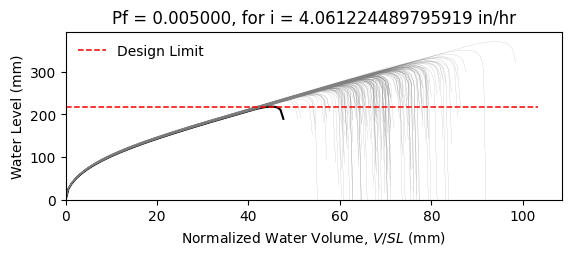 Pf = 0.005000, for i = 4.061224489795919 in/hr
Design Limit
Water Level (mm)
300
200
100
0
0 20 40 60 80 100
Normalized Water Volume, V/SL (mm)